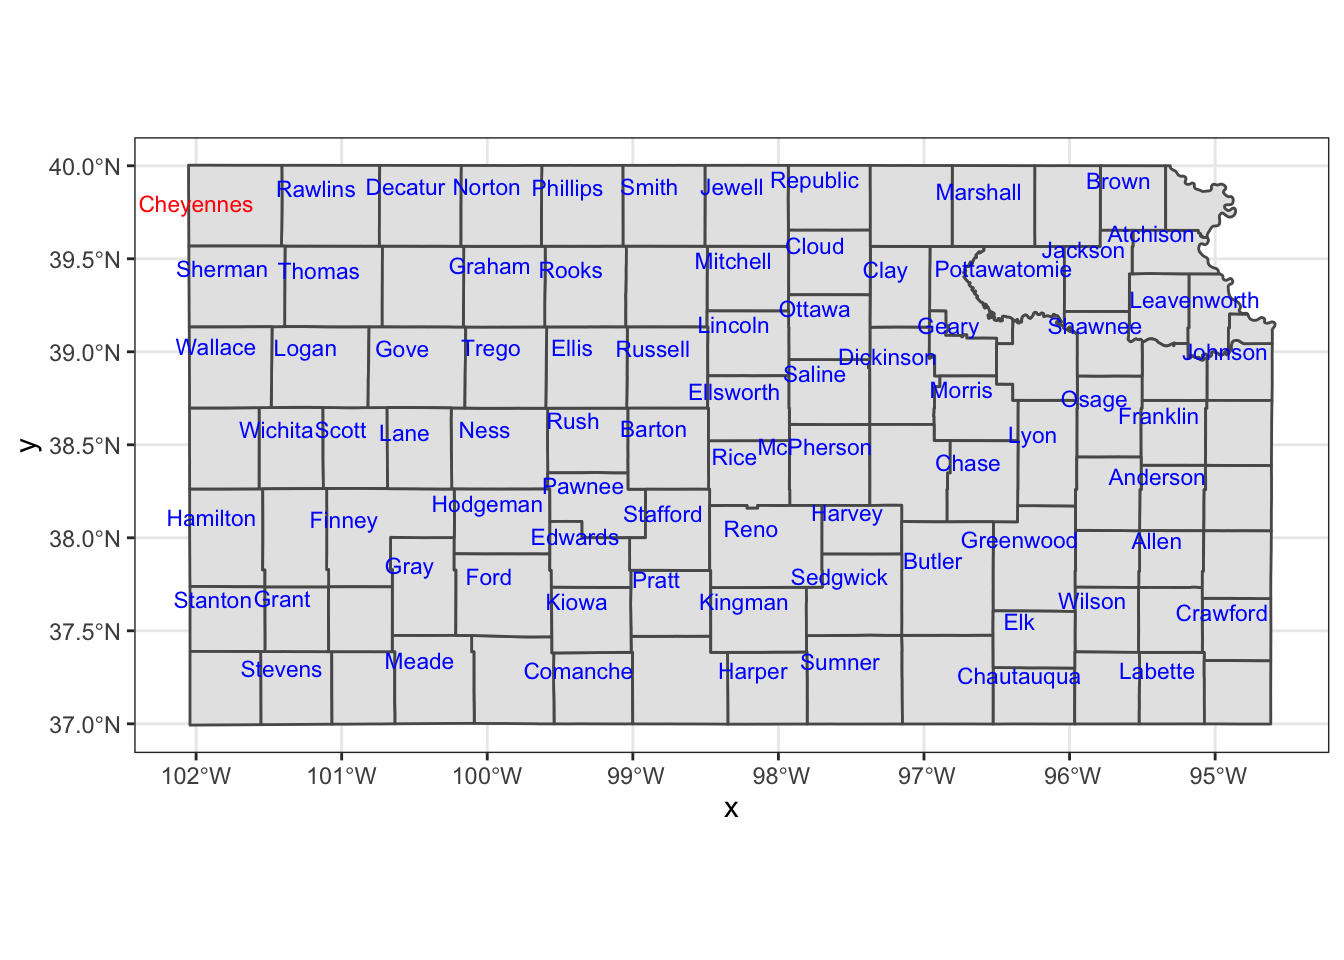 40.0°N
39.5°N
39.0°N
38.5°N
38.0°N
37.5°N
37.0°N
y
Cheyennes
Rawlins
Decatur
Norton
Phillips
Smith
Jewell
Republic
Marshall
Brown
Atchison
Sherman
Thomas
Graham
Rooks
Mitchell
Cloud
Clay
Pottawatomie
Jackson
Leavenworth
Ottawa
Lincoln
Geary
Shawnee
Wallace
Logan
Gove
Trego
Ellis
Russell
Dickinson
Johnson
Saline
Ellsworth
Morris
Osage
Franklin
Wichita
Scott
Lane
Ness
Rush
Barton
Lyon
McPherson
Rice
Chase
Anderson
Pawnee
Hodgeman
Hamilton
Finney
Stafford
Harvey
Reno
Edwards
Greenwood
Allen
Gray
Ford
Butler
Pratt
Sedgwick
Stanton
Grant
Kiowa
Kingman
Wilson
Crawford
Elk
Stevens
Meade
Comanche
Harper
Sumner
Chautauqua
Labette
102°W
101°W
100°W
99°W
98°W
97°W
96°W
95°W
x